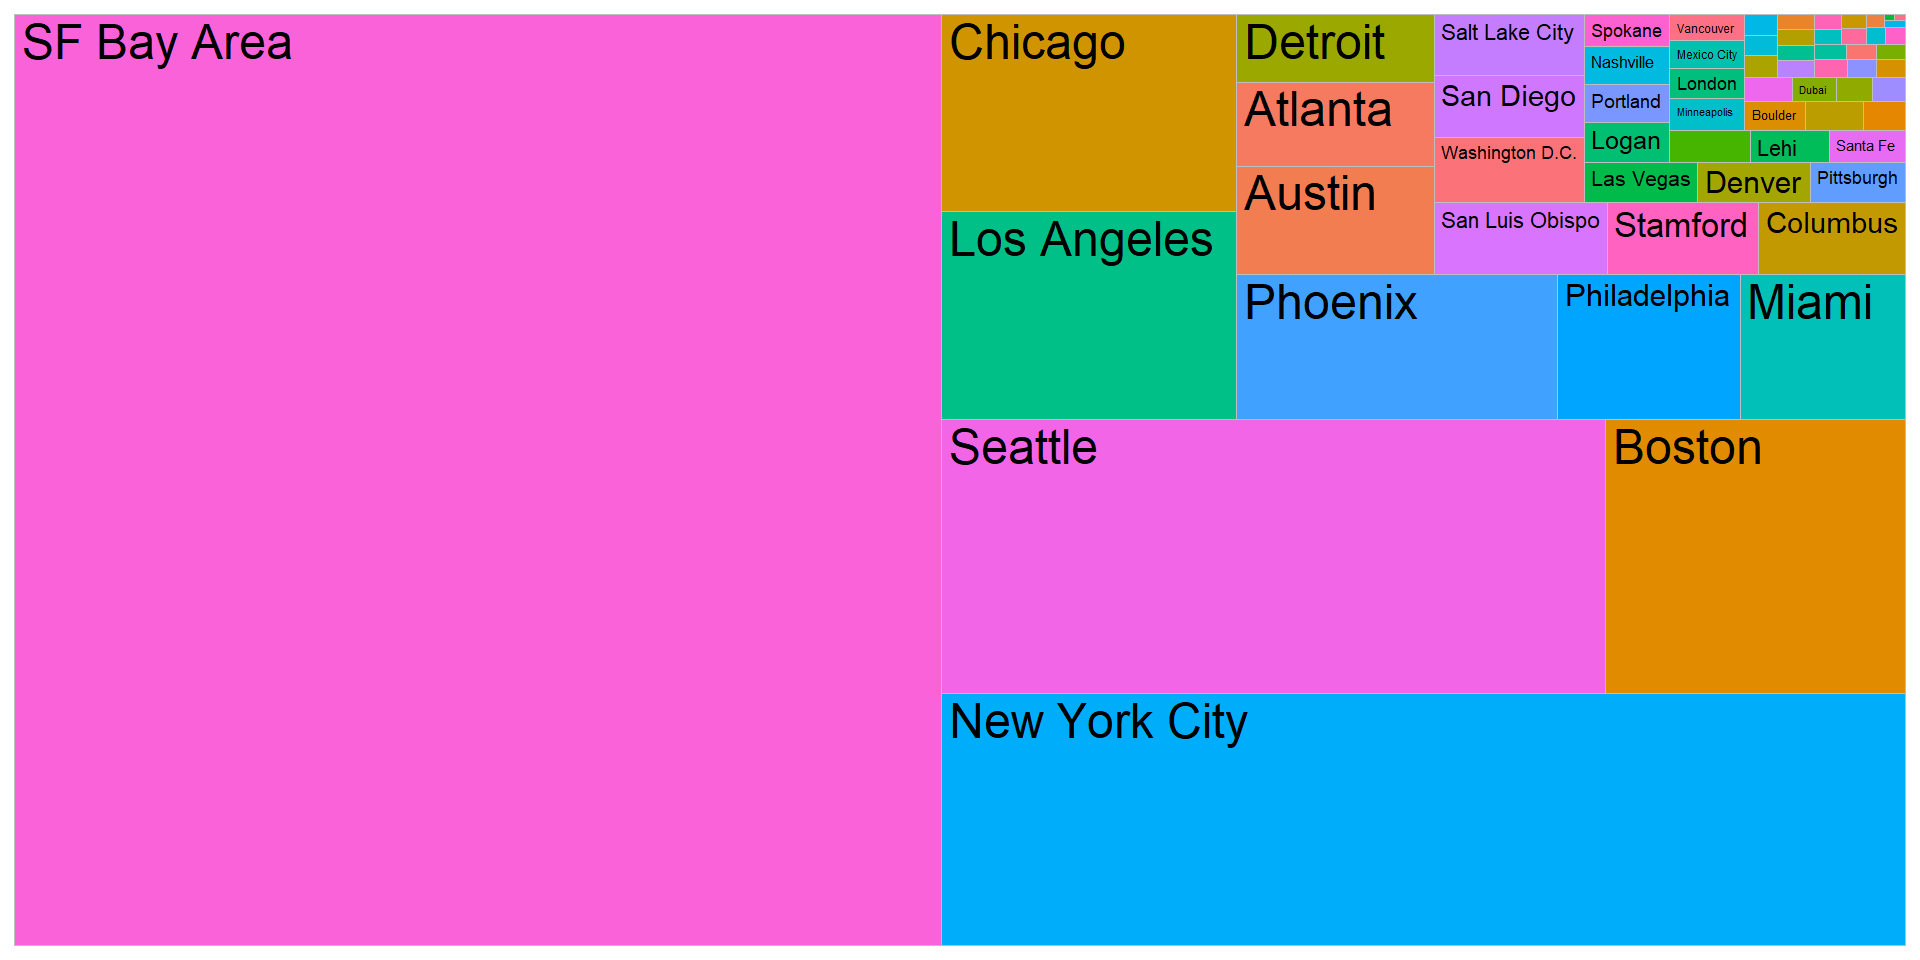 SF Bay Area
Chicago
Los Angeles
Detroit
Atlanta
Austin
Salt Lake City
San Diego
Washington D.C.
Spokane
Nashville
Portland
Logan
Las Vegas
Vancouver
Mexico City
London
Minneapolis
Dubai
Boulder
Lehi
Santa Fe
Denver
Pittsburgh
San Luis Obispo
Stamford
Columbus
Phoenix
Philadelphia
Miami
Seattle
Boston
New York City